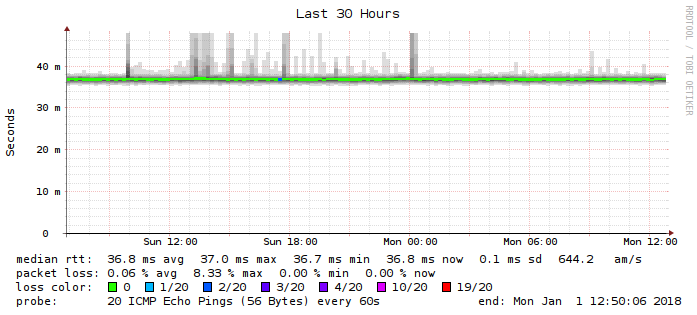 Last 30 Hours
RRDTOOL / TOBI OETIKER
Seconds
40 m
30 m
20 m
10 m
0
Sun 12:00 Sun 18:00 Mon 00:00 Mon 06:00 Mon 12:00
median rtt: 36.8 ms avg 37.0 ms max 36.7 ms min 36.8 ms now 0.1 ms sd 644.2 am/s
packet loss: 0.06 % avg 8.33 % max 0.00 % min 0.00 % now
loss color: 0 1/20 2/20 3/20 4/20 10/20 19/20
probe: 20 ICMP Echo Pings (56 Bytes) every 60s end: Mon Jan 1 12:50:06 2018